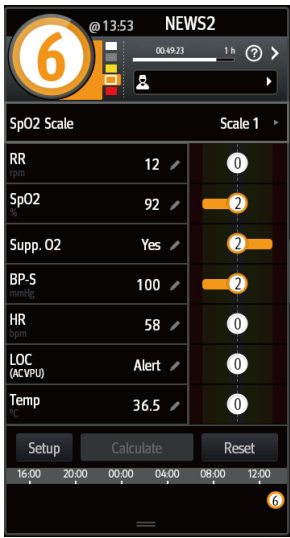 @ 13:53 NEWS2
6
00:49:23 1 h ?
SpO2 Scale Scale 1
RR 12 0
rpm
SpO2 92 2
%
Supp. O2 Yes 2
BP-S 100 2
mmHg
HR 58 0
bpm
LOC Alert 0
(ACVPU)
Temp 36.5 0
°C
Setup Calculate Reset
16:00 20:00 00:00 04:00 08:00 12:00
6